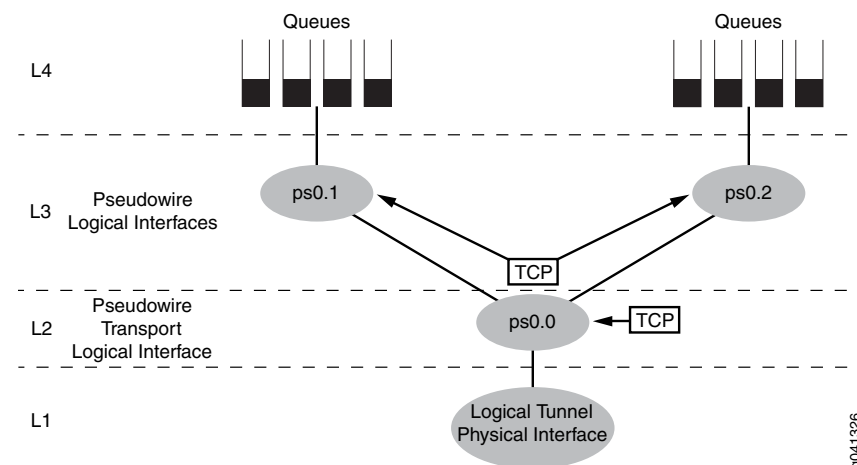 Queues
Queues
L4
L3
Pseudowire
Logical Interfaces
ps0.1
ps0.2
TCP
L2
Pseudowire
Transport
Logical Interface
ps0.0
TCP
L1
Logical Tunnel
Physical Interface
g041326